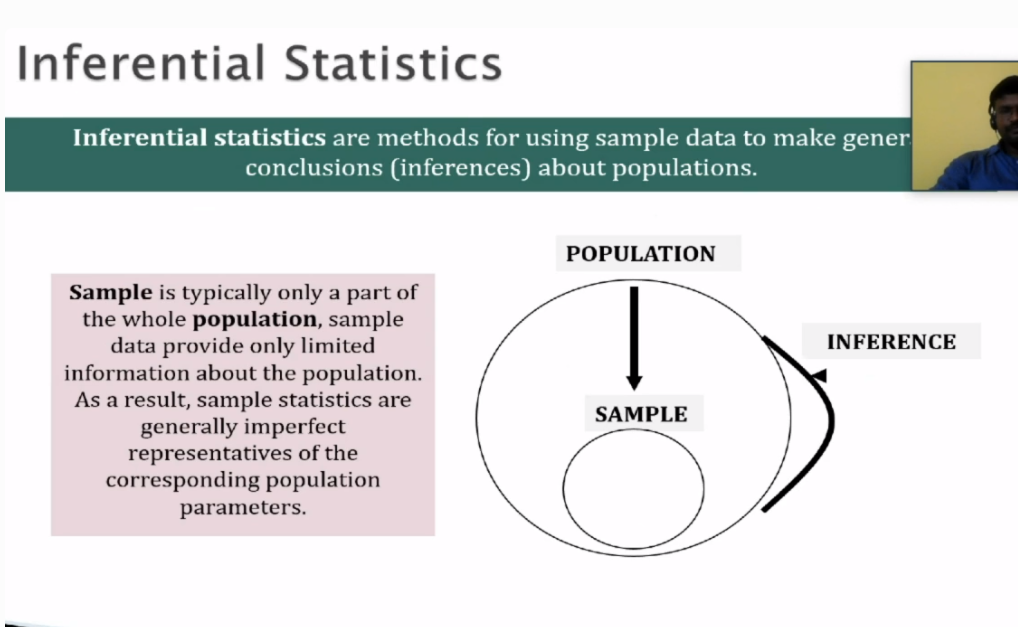 Inferential Statistics
Inferential statistics are methods for using sample data to make gener
conclusions (inferences) about populations.
Sample is typically only a part of
the whole population, sample
data provide only limited
information about the population.
As a result, sample statistics are
generally imperfect
representatives of the
corresponding population
parameters.
POPULATION
INFERENCE
SAMPLE